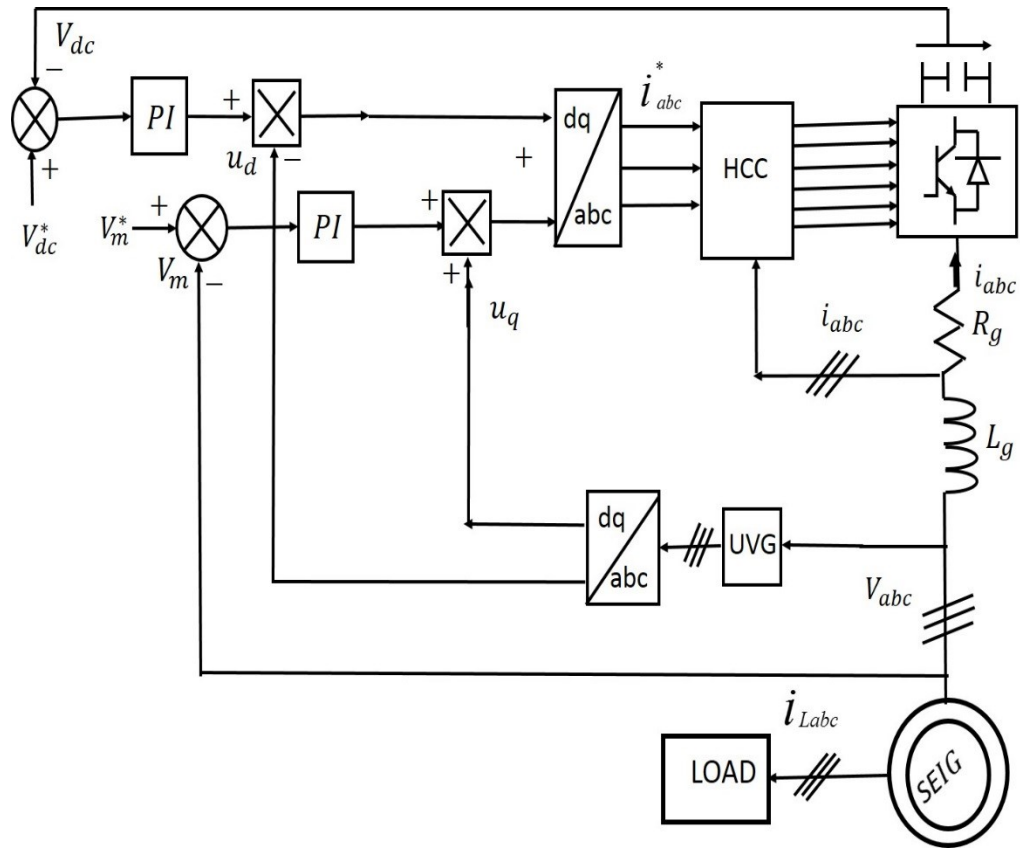 V_dc
−
+
V*_dc
PI
+
−
u_d
dq
abc
+
i*_abc
HCC
V*_m
+
V_m
−
PI
+
+
u_q
i_abc
i_abc
R_g
L_g
dq
abc
UVG
V_abc
i_Labc
LOAD
SEIG